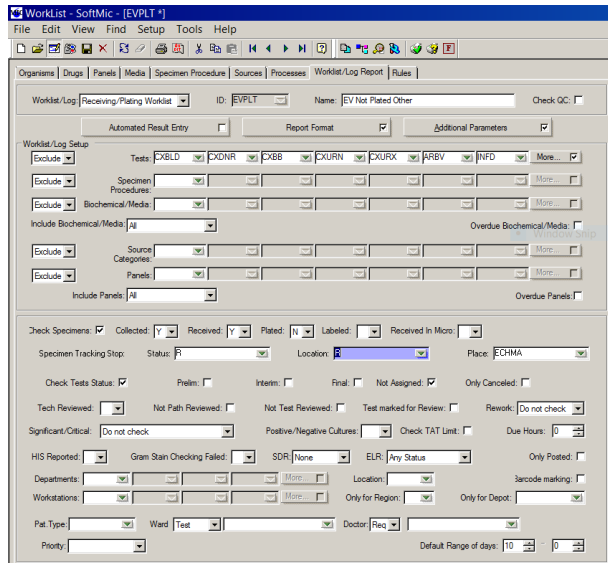 WorkList - SoftMic - [EVPLT *]
File Edit View Find Setup Tools Help
Organisms Drugs Panels Media Specimen Procedure Sources Processes Worklist/Log Report Rules
Worklist/Log: Receiving/Plating Worklist ID: EVPLT Name: EV Not Plated Other Check QC:
Automated Result Entry Report Format Additional Parameters
Worklist/Log Setup
Exclude Tests: CXBLD CXDNR CXBB CXURN CXURX ARBV INFD More...
Exclude Specimen Procedures: More...
Exclude Biochemical/Media: More...
Include Biochemical/Media: All Overdue Biochemical/Media:
Window Snip
Exclude Source Categories: More...
Exclude Panels: More...
Include Panels: All Overdue Panels:
Check Specimens: Collected: Y Received: Y Plated: N Labeled: Received In Micro:
Specimen Tracking Stop: Status: R Location: R Place: ECHMA
Check Tests Status: Prelim: Interim: Final: Not Assigned: Only Canceled:
Tech Reviewed: Not Path Reviewed: Not Test Reviewed: Test marked for Review: Rework: Do not check
Significant/Critical: Do not check Positive/Negative Cultures: Check TAT Limit: Due Hours: 0
HIS Reported: Gram Stain Checking Failed: SDR: None ELR: Any Status Only Posted:
Departments: More... Location: Barcode marking:
Workstations: More... Only for Region: Only for Depot:
Pat.Type: Ward Test Doctor: Req
Priority: Default Range of days: 10 - 0